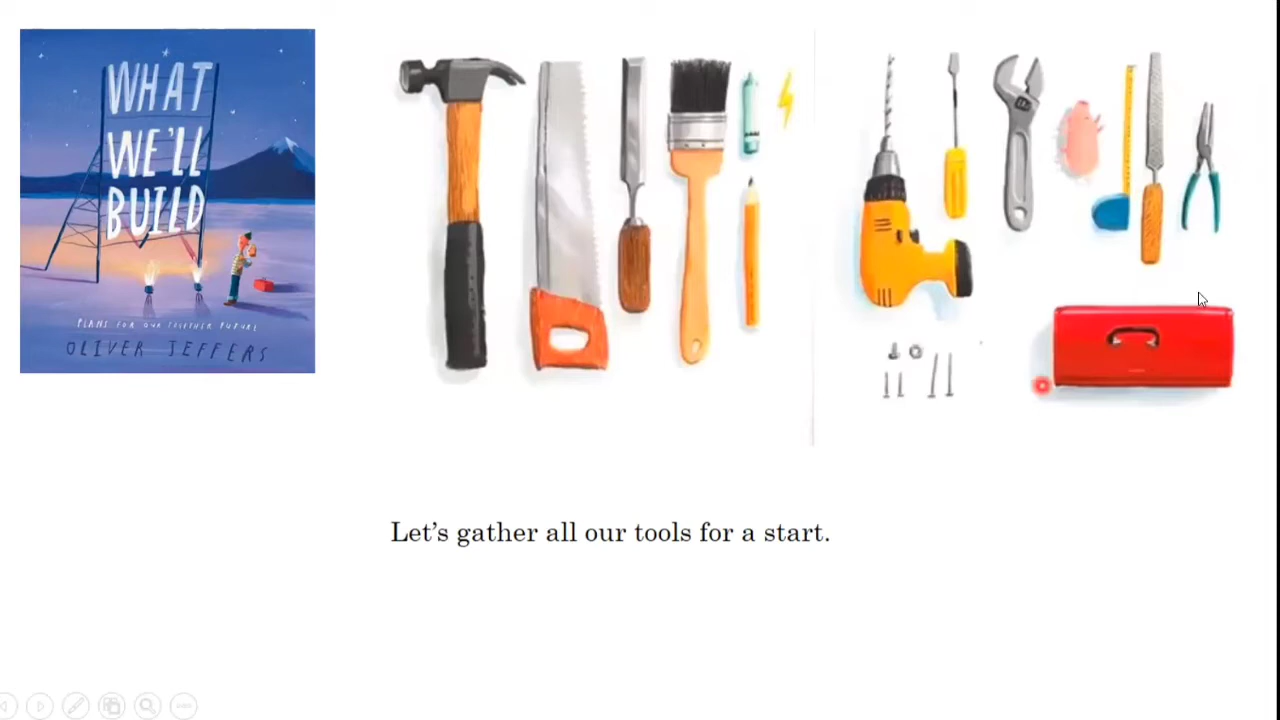 WHAT
WE'LL
BUILD
PLANS FOR OUR TOGETHER FUTURE
OLIVER JEFFERS
Let's gather all our tools for a start.